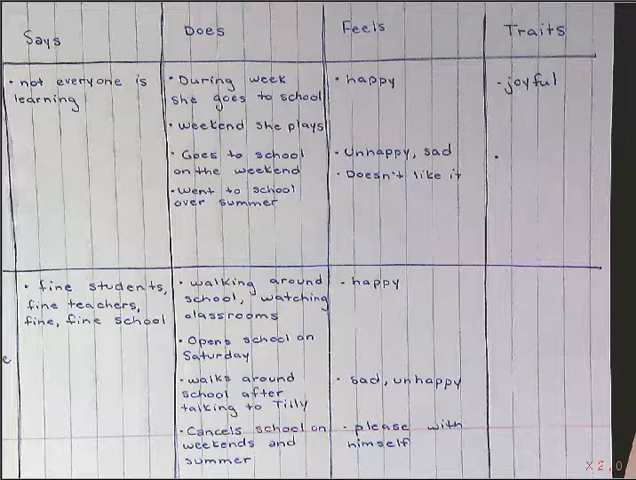 Says Does Feels Traits
• not everyone is
learning
• During week
she goes to school
• weekend she plays
• Goes to school
on the weekend
• Went to school
over summer
• happy
• Unhappy, sad
• Doesn't like it
• joyful
•
• fine students,
fine teachers,
fine, fine school
• walking around
school, watching
classrooms
• Opens school on
Saturday
• walks around
school after
talking to Tilly
• Cancels school on
weekends and
summer
• happy
• sad, unhappy
• please with
himself
e
X2.0